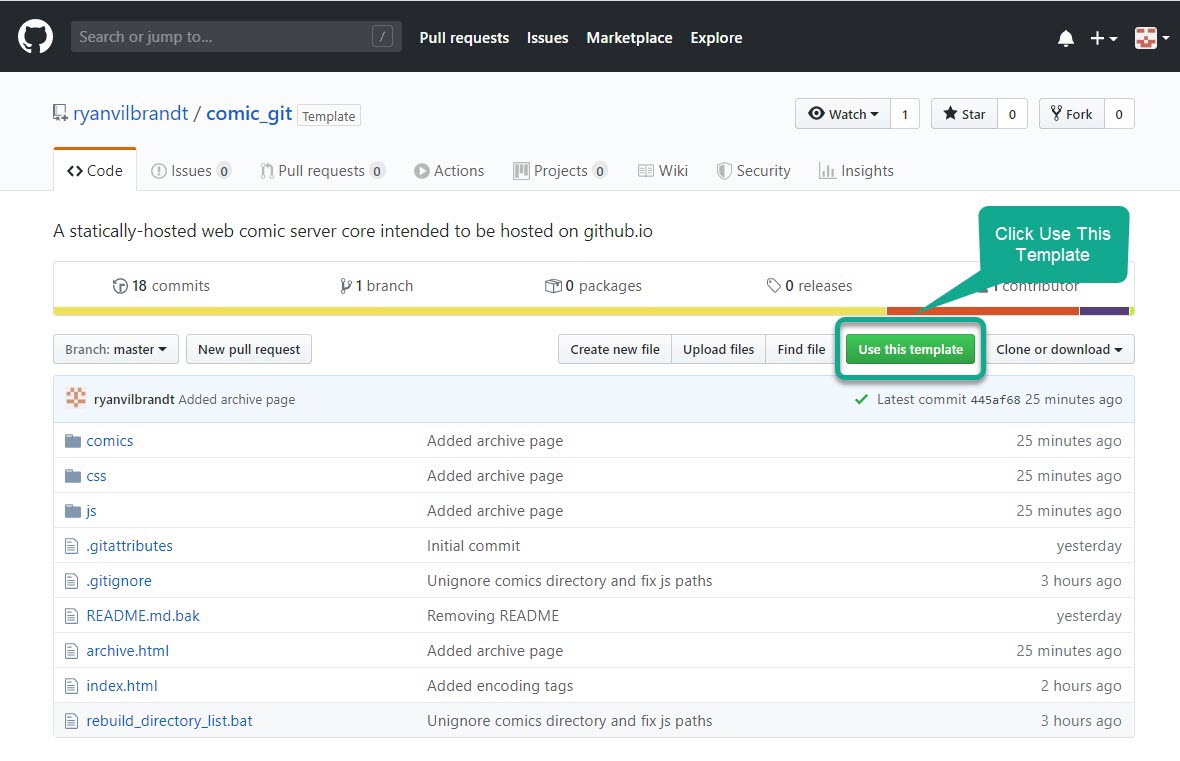 Search or jump to... /
Pull requests Issues Marketplace Explore
ryanvilbrandt / comic_git Template
Watch 1 Star 0 Fork 0
Code Issues 0 Pull requests 0 Actions Projects 0 Wiki Security Insights
A statically-hosted web comic server core intended to be hosted on github.io
Click Use This
Template
18 commits 1 branch 0 packages 0 releases 1 contributor
Branch: master New pull request Create new file Upload files Find file Use this template Clone or download
ryanvilbrandt Added archive page Latest commit 445af68 25 minutes ago
comics Added archive page 25 minutes ago
css Added archive page 25 minutes ago
js Added archive page 25 minutes ago
.gitattributes Initial commit yesterday
.gitignore Unignore comics directory and fix js paths 3 hours ago
README.md.bak Removing README yesterday
archive.html Added archive page 25 minutes ago
index.html Added encoding tags 2 hours ago
rebuild_directory_list.bat Unignore comics directory and fix js paths 3 hours ago